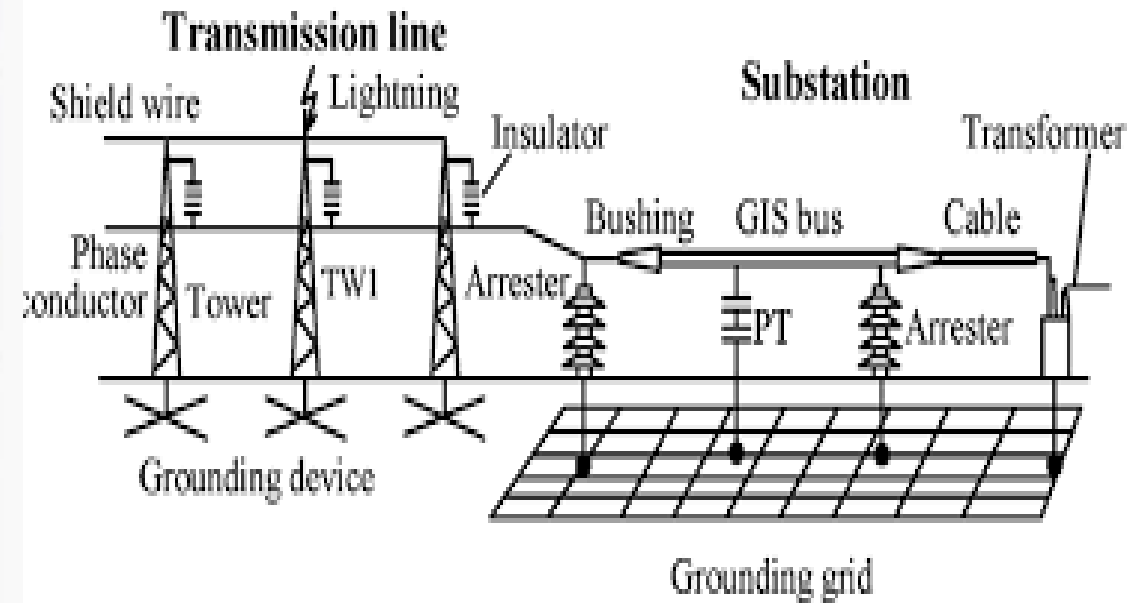 Transmission line
Shield wire
Lightning
Insulator
Substation
Transformer
Bushing
GIS bus
Cable
Phase
conductor
Tower
TW1
Arrester
PT
Arrester
Grounding device
Grounding grid